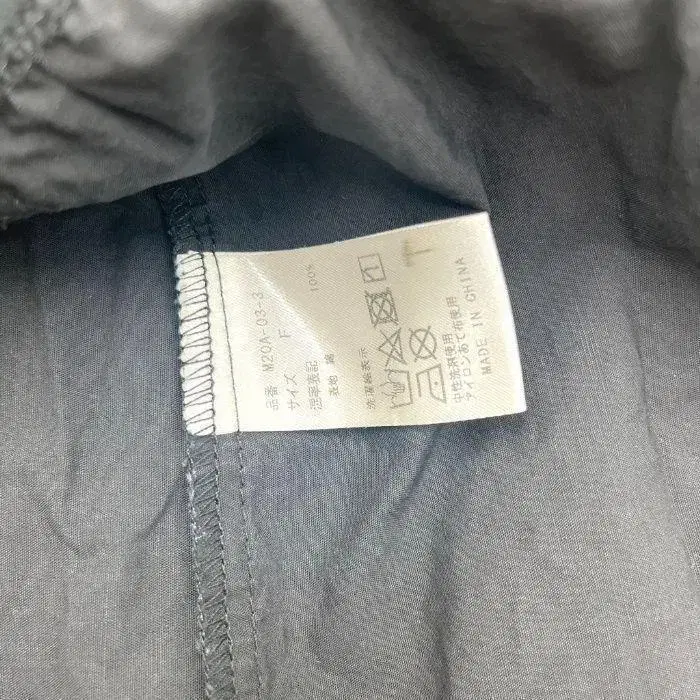 品番 M20A-03-3
サイズ F
混率表記
表地 綿 100%
洗濯絵表示
中性洗剤使用
アイロンあて布使用
MADE IN CHINA